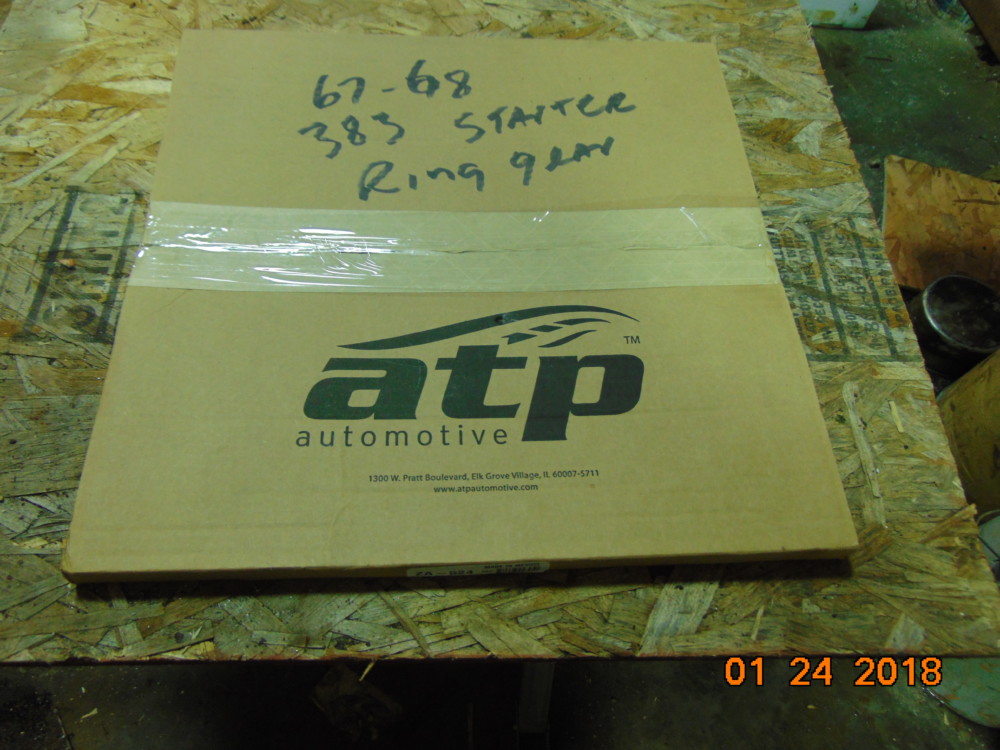 67-68
383 STARTER
Ring gear
atp TM
automotive
1300 W. Pratt Boulevard, Elk Grove Village, IL 60007-5711
www.atpautomotive.com
01 24 2018